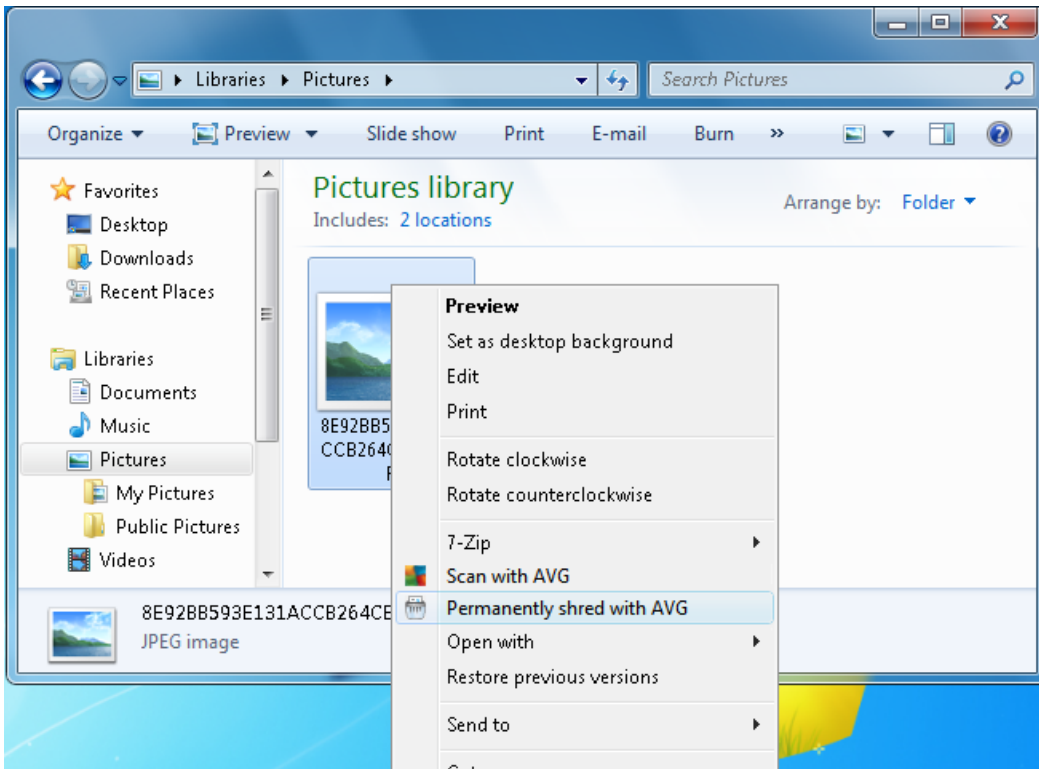 Libraries Pictures Search Pictures
Organize Preview Slide show Print E-mail Burn »
Favorites
Desktop
Downloads
Recent Places
Libraries
Documents
Music
Pictures
My Pictures
Public Pictures
Videos
Pictures library
Includes: 2 locations
Arrange by: Folder
8E92BB5
CCB264
Preview
Set as desktop background
Edit
Print
Rotate clockwise
Rotate counterclockwise
7-Zip
Scan with AVG
Permanently shred with AVG
Open with
Restore previous versions
Send to
8E92BB593E131ACCB264CE
JPEG image